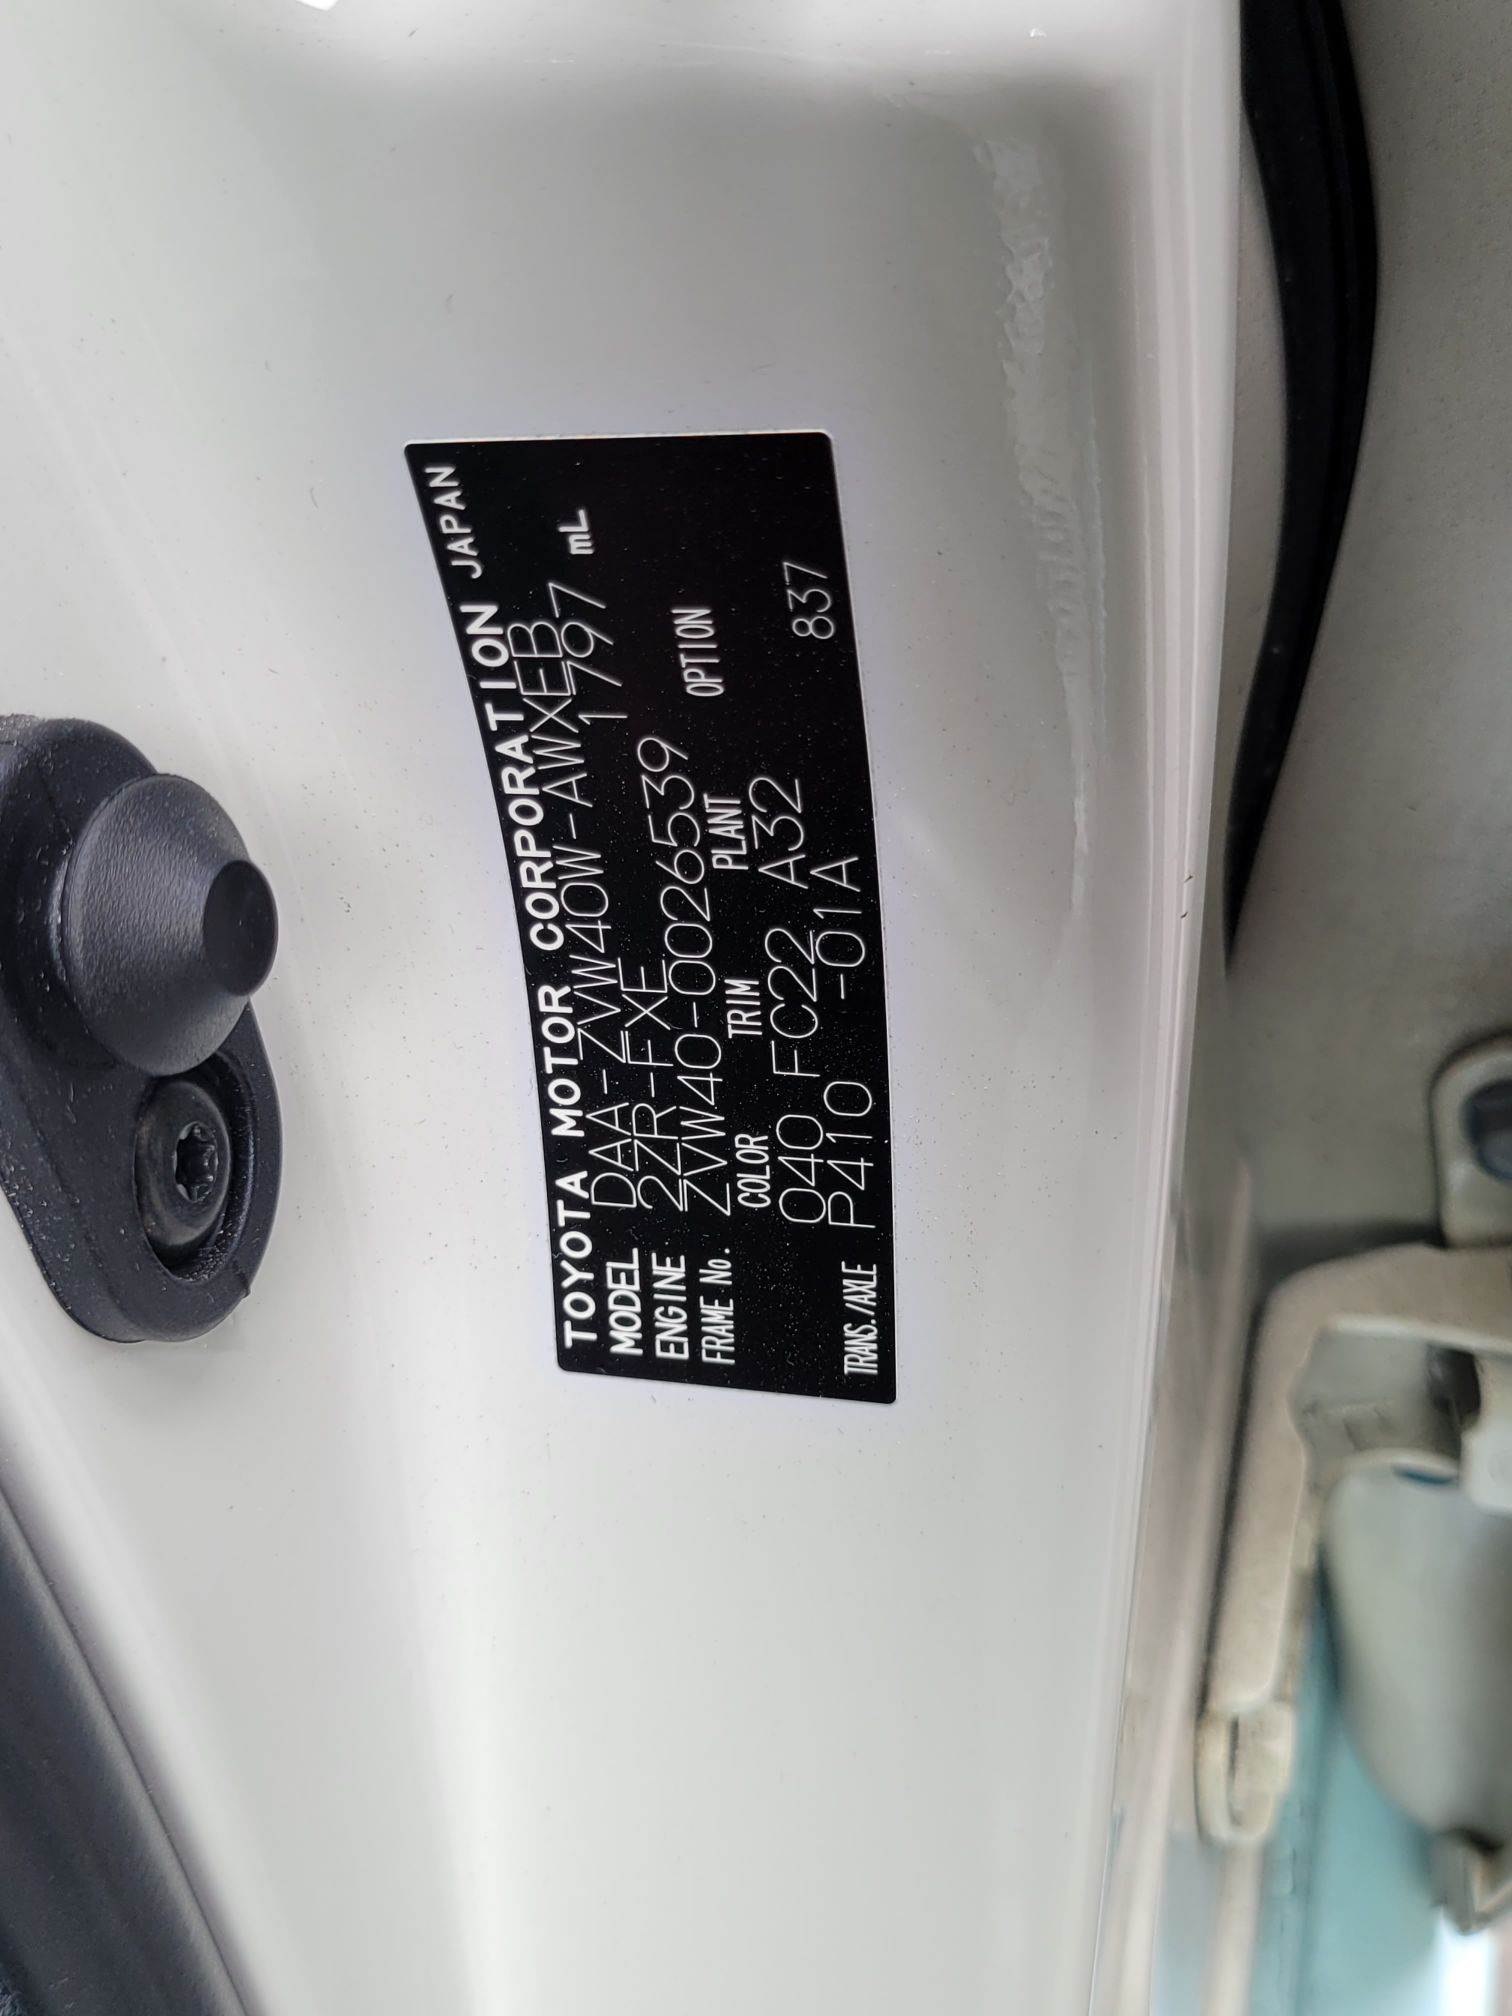 TOYOTA MOTOR CORPORATION JAPAN
MODEL DAA-ZVW40W-AWXEB
ENGINE 2ZR-FXE 1797 mL
FRAME No. ZVW40-0026539
COLOR TRIM PLANT OPTION
040 FC22 A32
TRANS./AXLE P410 -01A 837